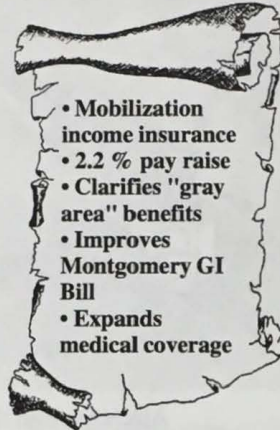 • Mobilization
income insurance
• 2.2 % pay raise
• Clarifies "gray
area" benefits
• Improves
Montgomery GI
Bill
• Expands
medical coverage